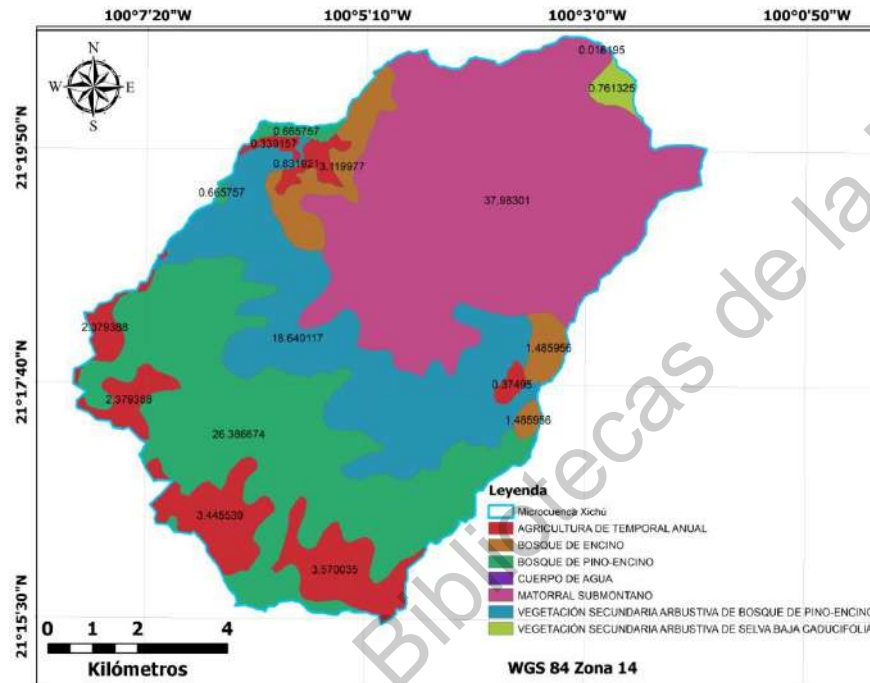 100°7'20"W 100°5'10"W 100°3'0"W 100°0'50"W
N
W E
S
21°19'50"N
21°17'40"N
21°15'30"N
0.018195
0.761325
0.665757
0.339157
0.831921
3.119977
0.665757
37.98301
18.640117
2.379388
1.485956
0.37495
2.379388
1.485956
26.386674
3.445539
3.570035
Leyenda
Microcuenca Xichú
AGRICULTURA DE TEMPORAL ANUAL
BOSQUE DE ENCINO
BOSQUE DE PINO-ENCINO
CUERPO DE AGUA
MATORRAL SUBMONTANO
VEGETACIÓN SECUNDARIA ARBUSTIVA DE BOSQUE DE PINO-ENCINO
VEGETACIÓN SECUNDARIA ARBUSTIVA DE SELVA BAJA CADUCIFOLIA
0 1 2 4
Kilómetros
WGS 84 Zona 14
Bibliotecas de la